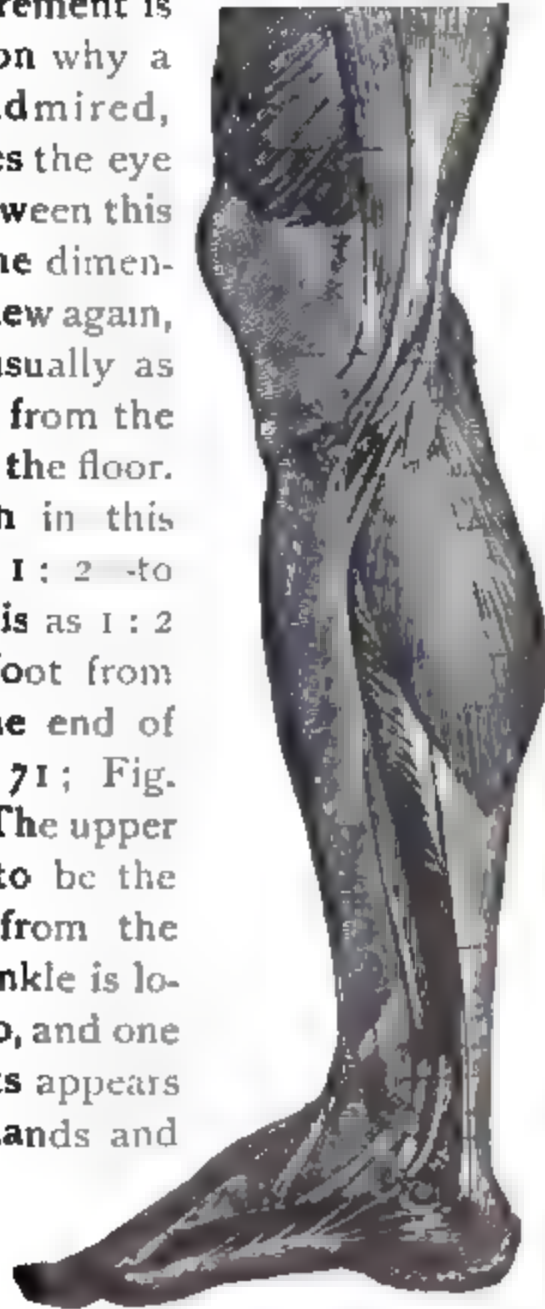 rement is
on why a
dmired,
es the eye
ween this
he dimen-
ew again,
usually as
from the
the floor.
h in this
1 : 2 -to
is as 1 : 2
foot from
he end of
71; Fig.
The upper
to be the
from the
nkle is lo-
o, and one
ts appears
ands and